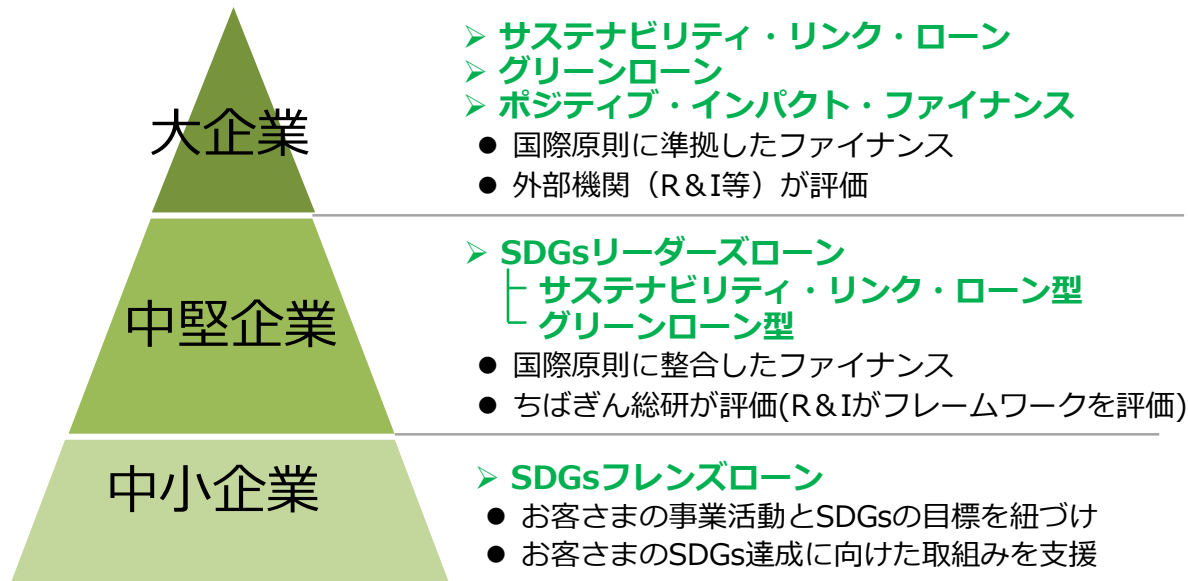 大企業
➢ サステナビリティ・リンク・ローン
➢ グリーンローン
➢ ポジティブ・インパクト・ファイナンス
● 国際原則に準拠したファイナンス
● 外部機関（R＆I等）が評価
中堅企業
➢ SDGsリーダーズローン
├ サステナビリティ・リンク・ローン型
└ グリーンローン型
● 国際原則に整合したファイナンス
● ちばぎん総研が評価(R＆Iがフレームワークを評価)
中小企業
➢ SDGsフレンズローン
● お客さまの事業活動とSDGsの目標を紐づけ
● お客さまのSDGs達成に向けた取組みを支援